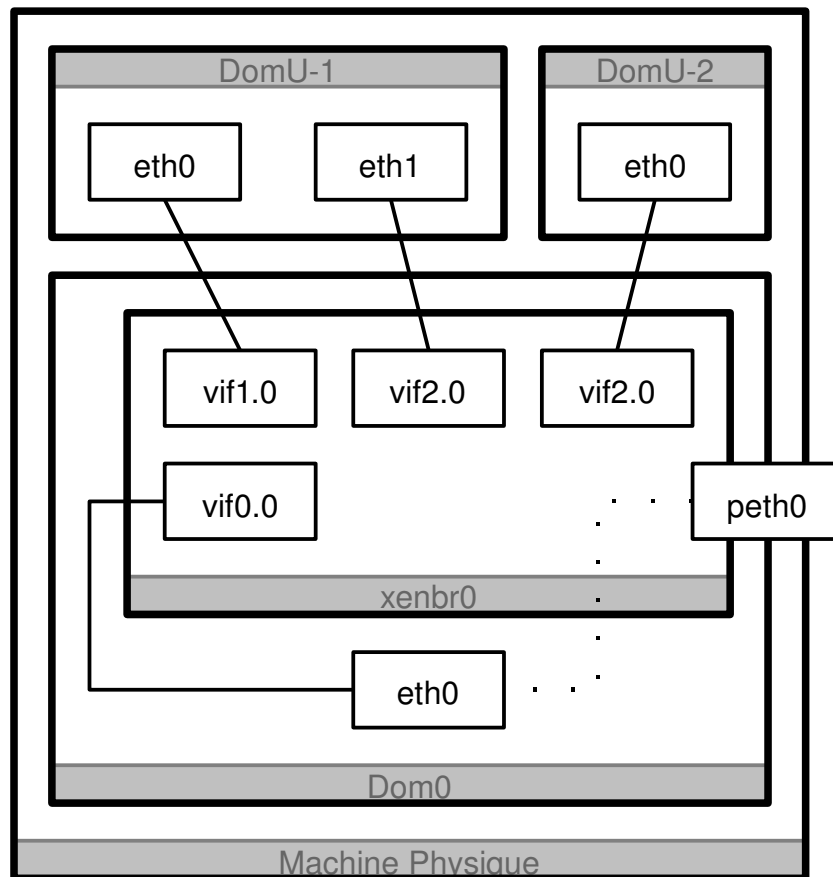 DomU-1 DomU-2
eth0 eth1 eth0
vif1.0 vif2.0 vif2.0
vif0.0 peth0
xenbr0
eth0
Dom0
Machine Physique